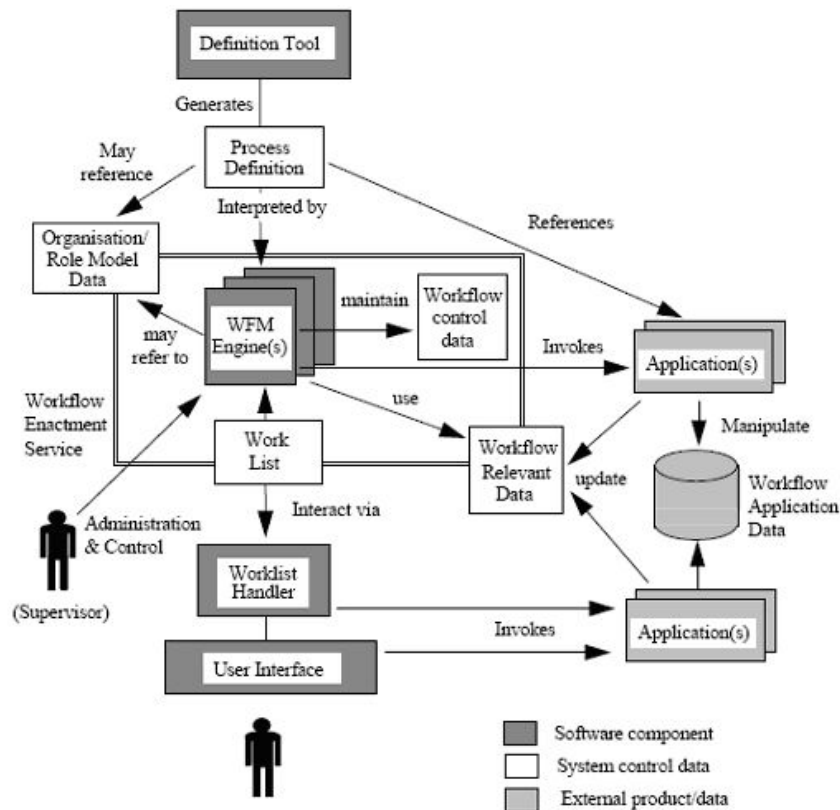 Definition Tool
Generates
Process
Definition
May
reference
Interpreted by
References
Organisation/
Role Model
Data
WFM
Engine(s)
maintain
Workflow
control
data
may
refer to
Invokes
Application(s)
use
Workflow
Enactment
Service
Work
List
Workflow
Relevant
Data
update
Manipulate
Workflow
Application
Data
Interact via
Administration
& Control
(Supervisor)
Worklist
Handler
Invokes
Application(s)
User Interface
Software component
System control data
External product/data